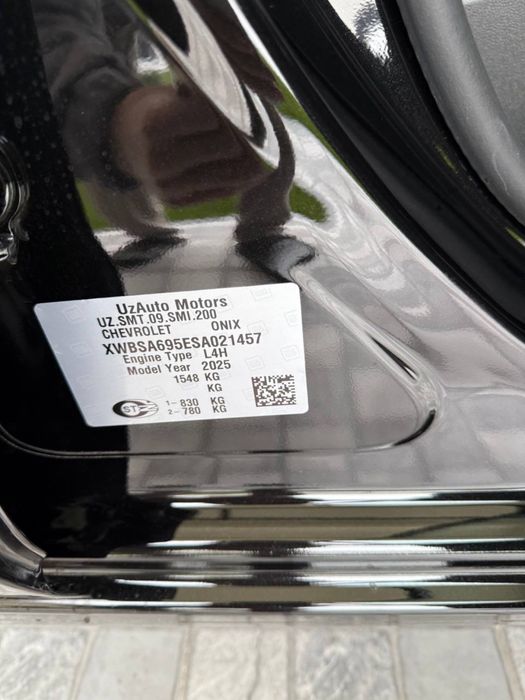 UzAuto Motors
UZ.SMT.09.SMI.200
CHEVROLET ONIX
XWBSA695ESA021457
Engine Type L4H
Model Year 2025
1548 KG
KG
1- 830 KG
2- 780 KG
ST